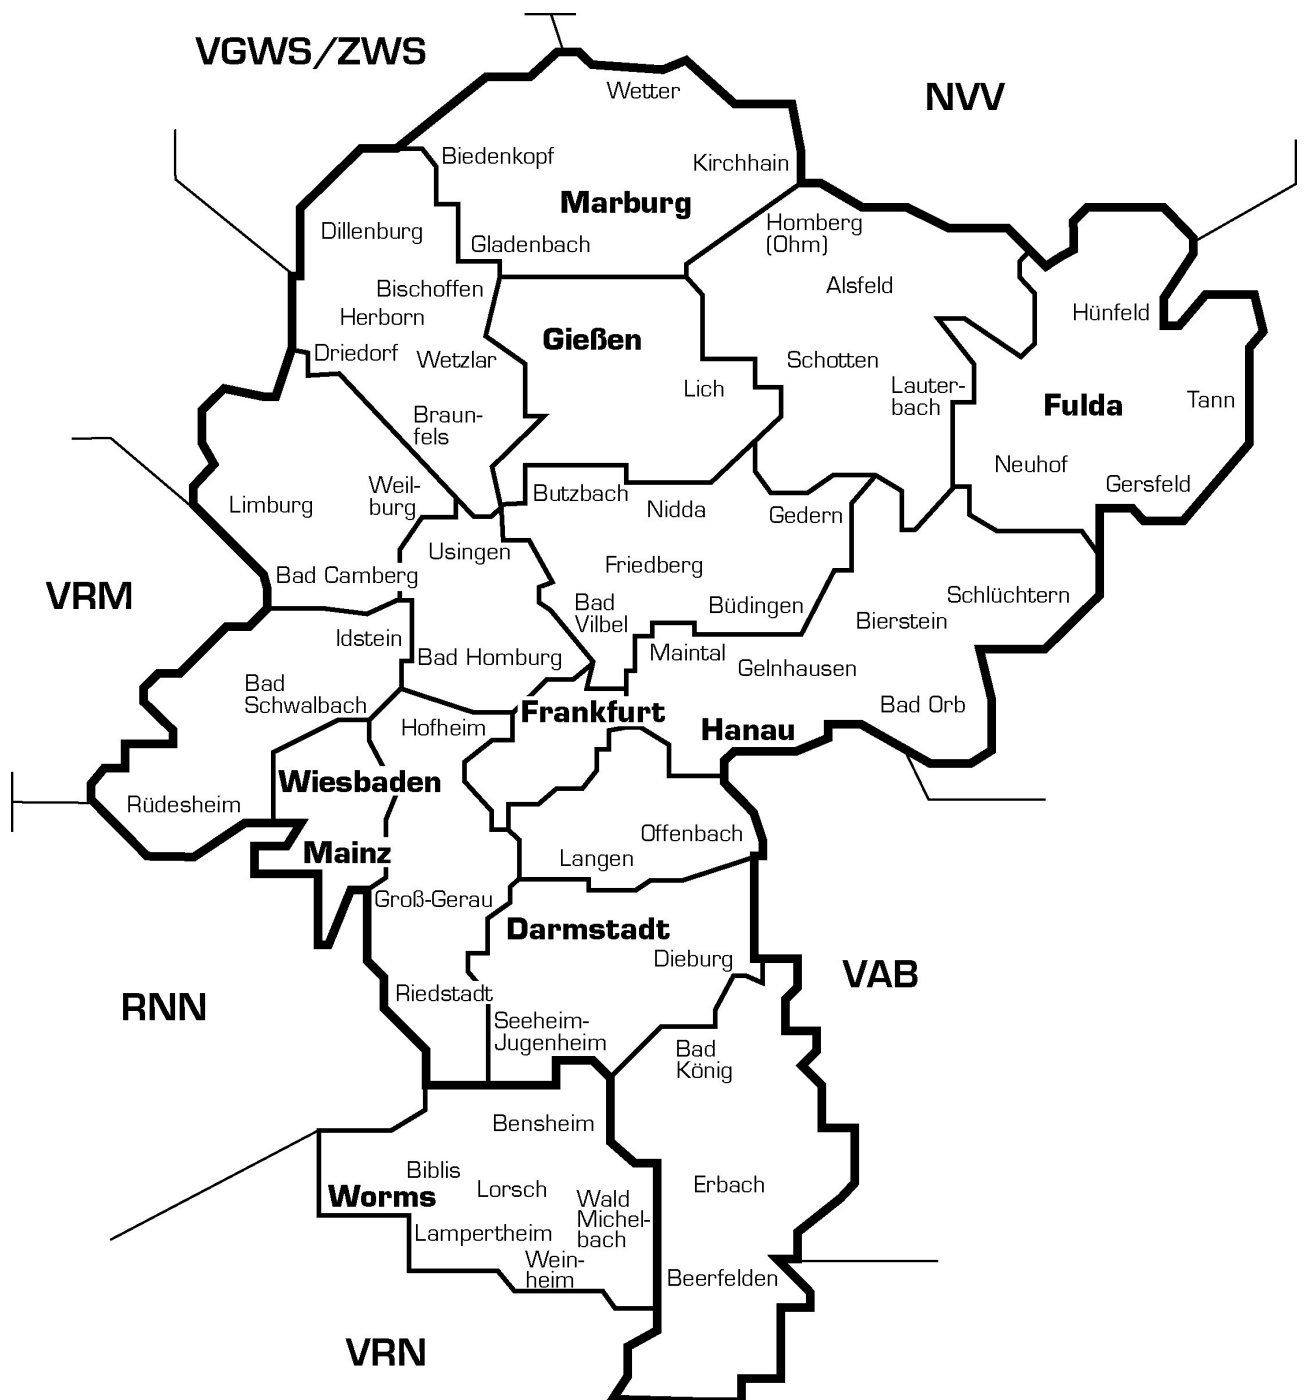 VGWS/ZWS
NVV
Wetter
Biedenkopf
Kirchhain
Marburg
Dillenburg
Gladenbach
Homberg
(Ohm)
Bischoffen
Alsfeld
Herborn
Hünfeld
Gießen
Driedorf
Wetzlar
Schotten
Lich
Lauter-
bach
Fulda
Tann
Braun-
fels
Neuhof
Gersfeld
Weil-
burg
Limburg
Butzbach
Nidda
Gedern
Usingen
Friedberg
Bad Camberg
VRM
Schlüchtern
Bad
Vilbel
Büdingen
Bierstein
Idstein
Bad Homburg
Maintal
Gelnhausen
Bad
Schwalbach
Bad Orb
Hofheim
Frankfurt
Hanau
Wiesbaden
Rüdesheim
Mainz
Offenbach
Langen
Groß-Gerau
Darmstadt
Dieburg
VAB
RNN
Riedstadt
Seeheim-
Jugenheim
Bad
König
Bensheim
Biblis
Worms
Lorsch
Wald
Michel-
bach
Erbach
Lampertheim
Wein-
heim
Beerfelden
VRN